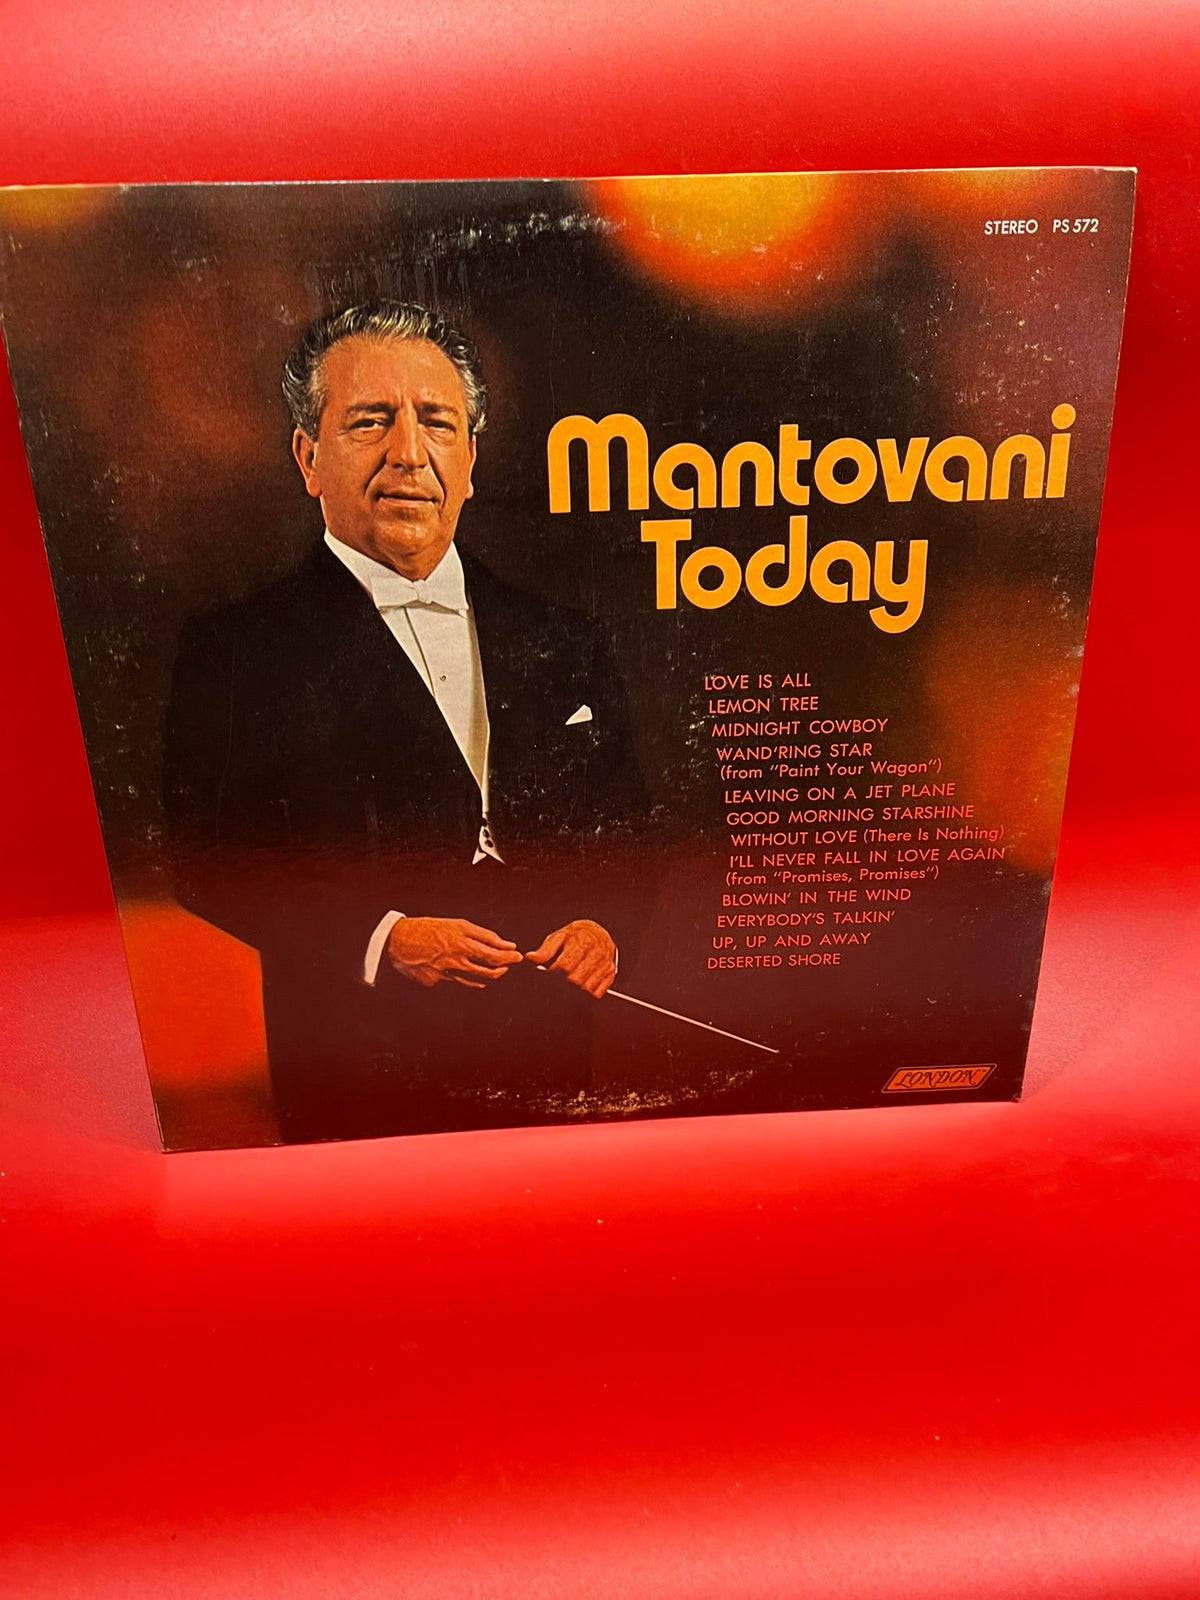 STEREO PS 572
Mantovani
Today
LOVE IS ALL
LEMON TREE
MIDNIGHT COWBOY
WAND'RING STAR
(from "Paint Your Wagon")
LEAVING ON A JET PLANE
GOOD MORNING STARSHINE
WITHOUT LOVE (There Is Nothing)
I'LL NEVER FALL IN LOVE AGAIN
(from "Promises, Promises")
BLOWIN' IN THE WIND
EVERYBODY'S TALKIN'
UP, UP AND AWAY
DESERTED SHORE
LONDON